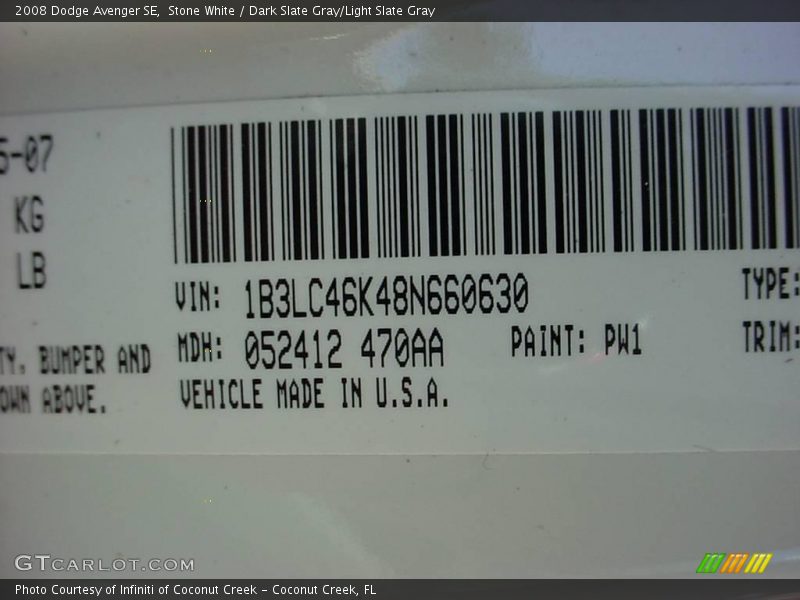 2008 Dodge Avenger SE, Stone White / Dark Slate Gray/Light Slate Gray
5-07
KG
LB
VIN: 1B3LC46K48N660630
TYPE:
MDH: 052412 470AA
PAINT: PW1
TRIM:
TY, BUMPER AND
OWN ABOVE.
VEHICLE MADE IN U.S.A.
GTCARLOT.COM
Photo Courtesy of Infiniti of Coconut Creek - Coconut Creek, FL